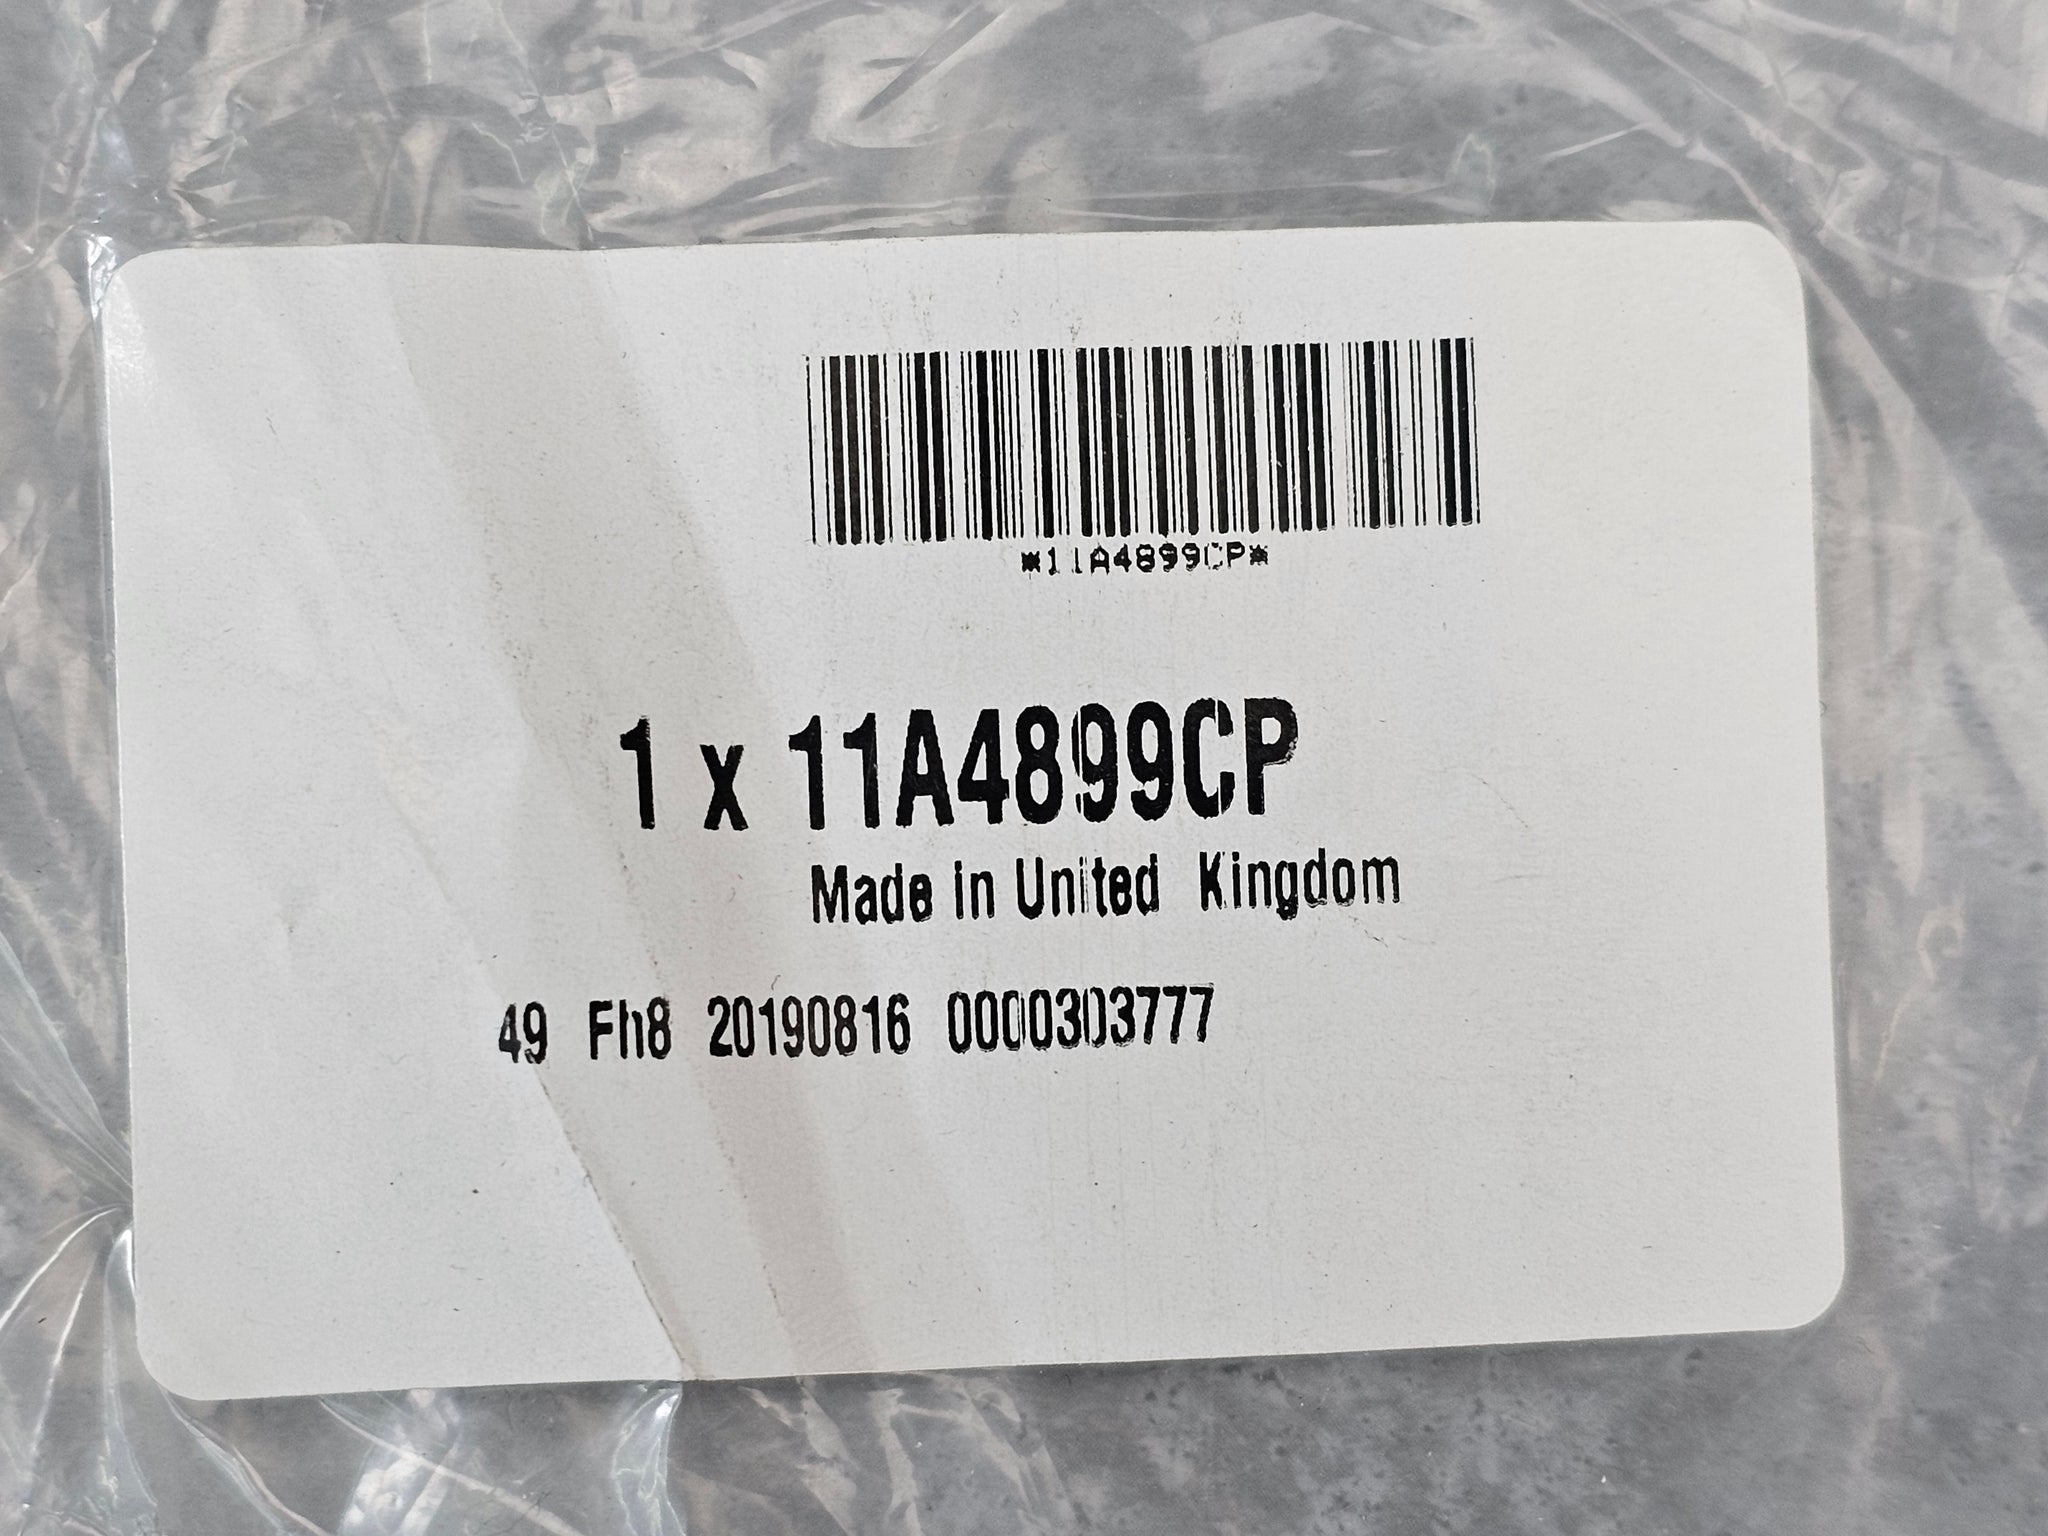 *11A4899CP*
1 x 11A4899CP
Made in United Kingdom
49 Fh8 20190816 0000303777